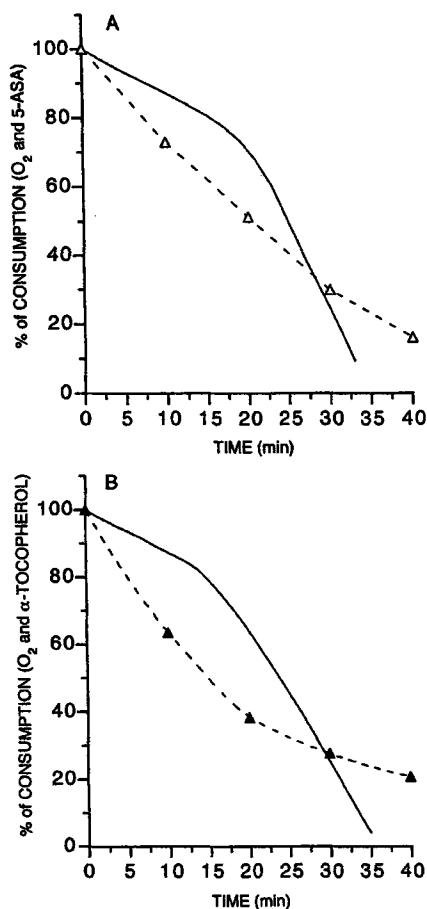 A
% of CONSUMPTION (O2 and 5-ASA)
100
80
60
40
20
0
0 5 10 15 20 25 30 35 40
TIME (min)
B
% of CONSUMPTION (O2 and α-TOCOPHEROL)
100
80
60
40
20
0
0 5 10 15 20 25 30 35 40
TIME (min)